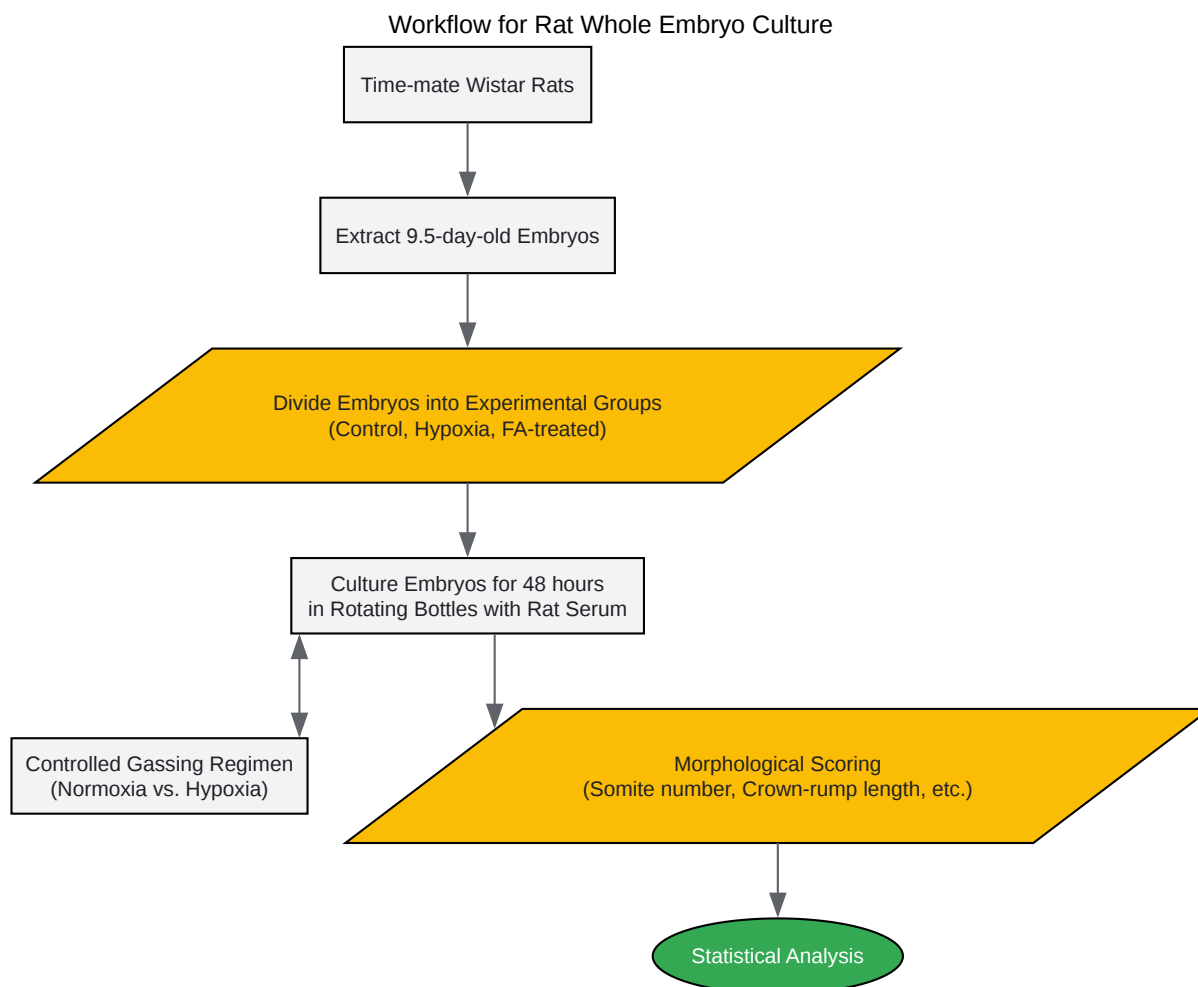 Workflow for Rat Whole Embryo Culture
Time-mate Wistar Rats
Extract 9.5-day-old Embryos
Divide Embryos into Experimental Groups
(Control, Hypoxia, FA-treated)
Culture Embryos for 48 hours
in Rotating Bottles with Rat Serum
Controlled Gassing Regimen
(Normoxia vs. Hypoxia)
Morphological Scoring
(Somite number, Crown-rump length, etc.)
Statistical Analysis